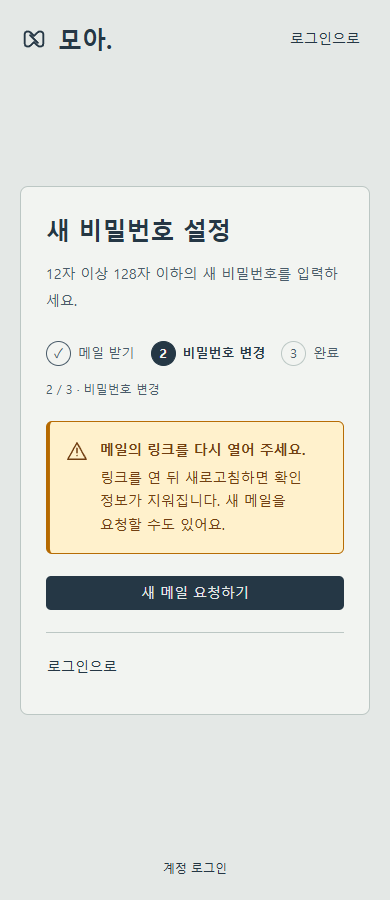 모아.
로그인으로
새 비밀번호 설정
12자 이상 128자 이하의 새 비밀번호를 입력하
세요.
✓ 메일 받기 2 비밀번호 변경 3 완료
2 / 3 · 비밀번호 변경
메일의 링크를 다시 열어 주세요.
링크를 연 뒤 새로고침하면 확인
정보가 지워집니다. 새 메일을
요청할 수도 있어요.
새 메일 요청하기
로그인으로
계정 로그인